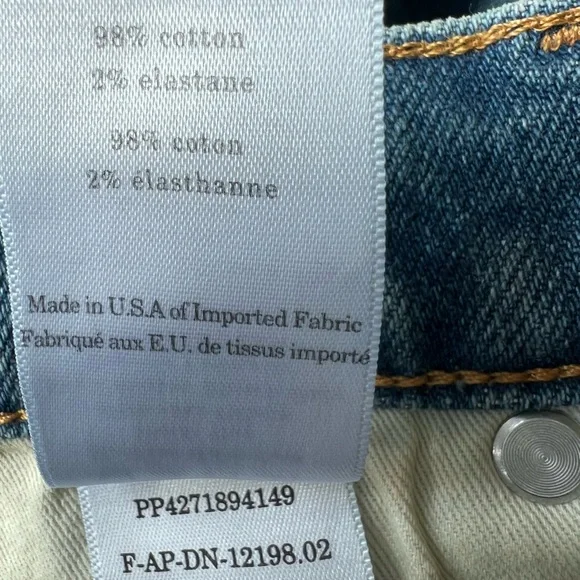 98% cotton
2% elastane
98% coton
2% élasthanne
Made in U.S.A of Imported Fabric
Fabriqué aux E.U. de tissus importé
PP4271894149
F-AP-DN-12198.02